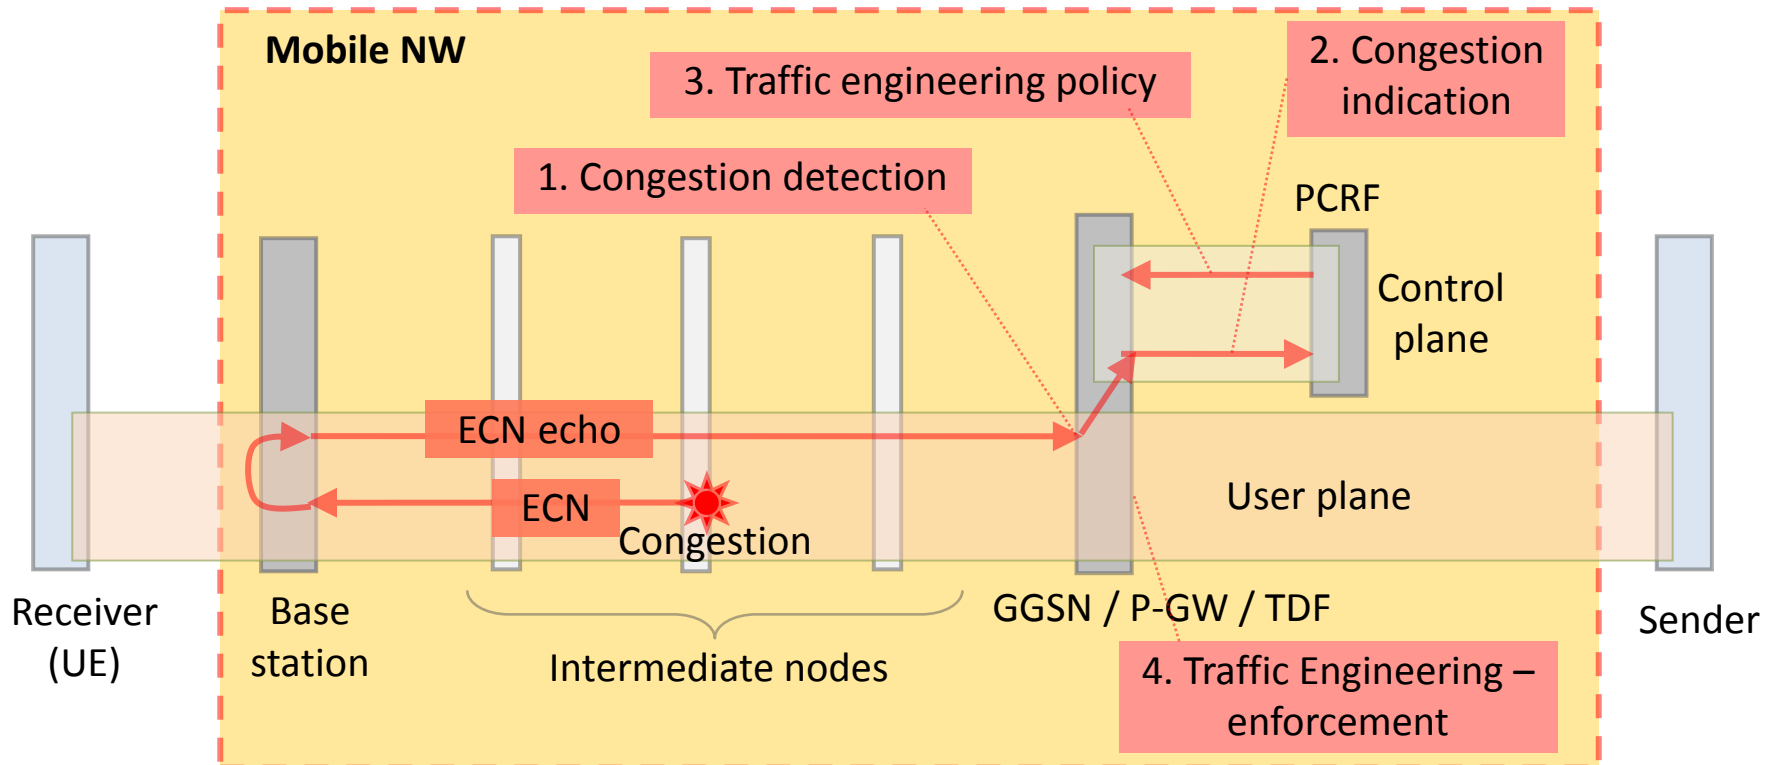 Mobile NW
2. Congestion
indication
3. Traffic engineering policy
1. Congestion detection
PCRF
Control
plane
ECN echo
ECN
Congestion
User plane
Receiver
(UE)
Base
station
Intermediate nodes
GGSN / P-GW / TDF
Sender
4. Traffic Engineering –
enforcement